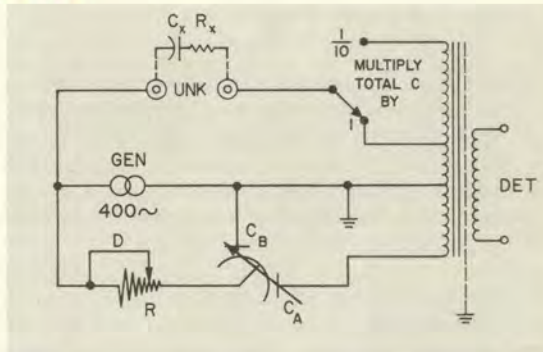 Cx Rx
1/10
MULTIPLY
TOTAL C
BY
UNK
1
GEN
DET
400~
D
CB
R
CA